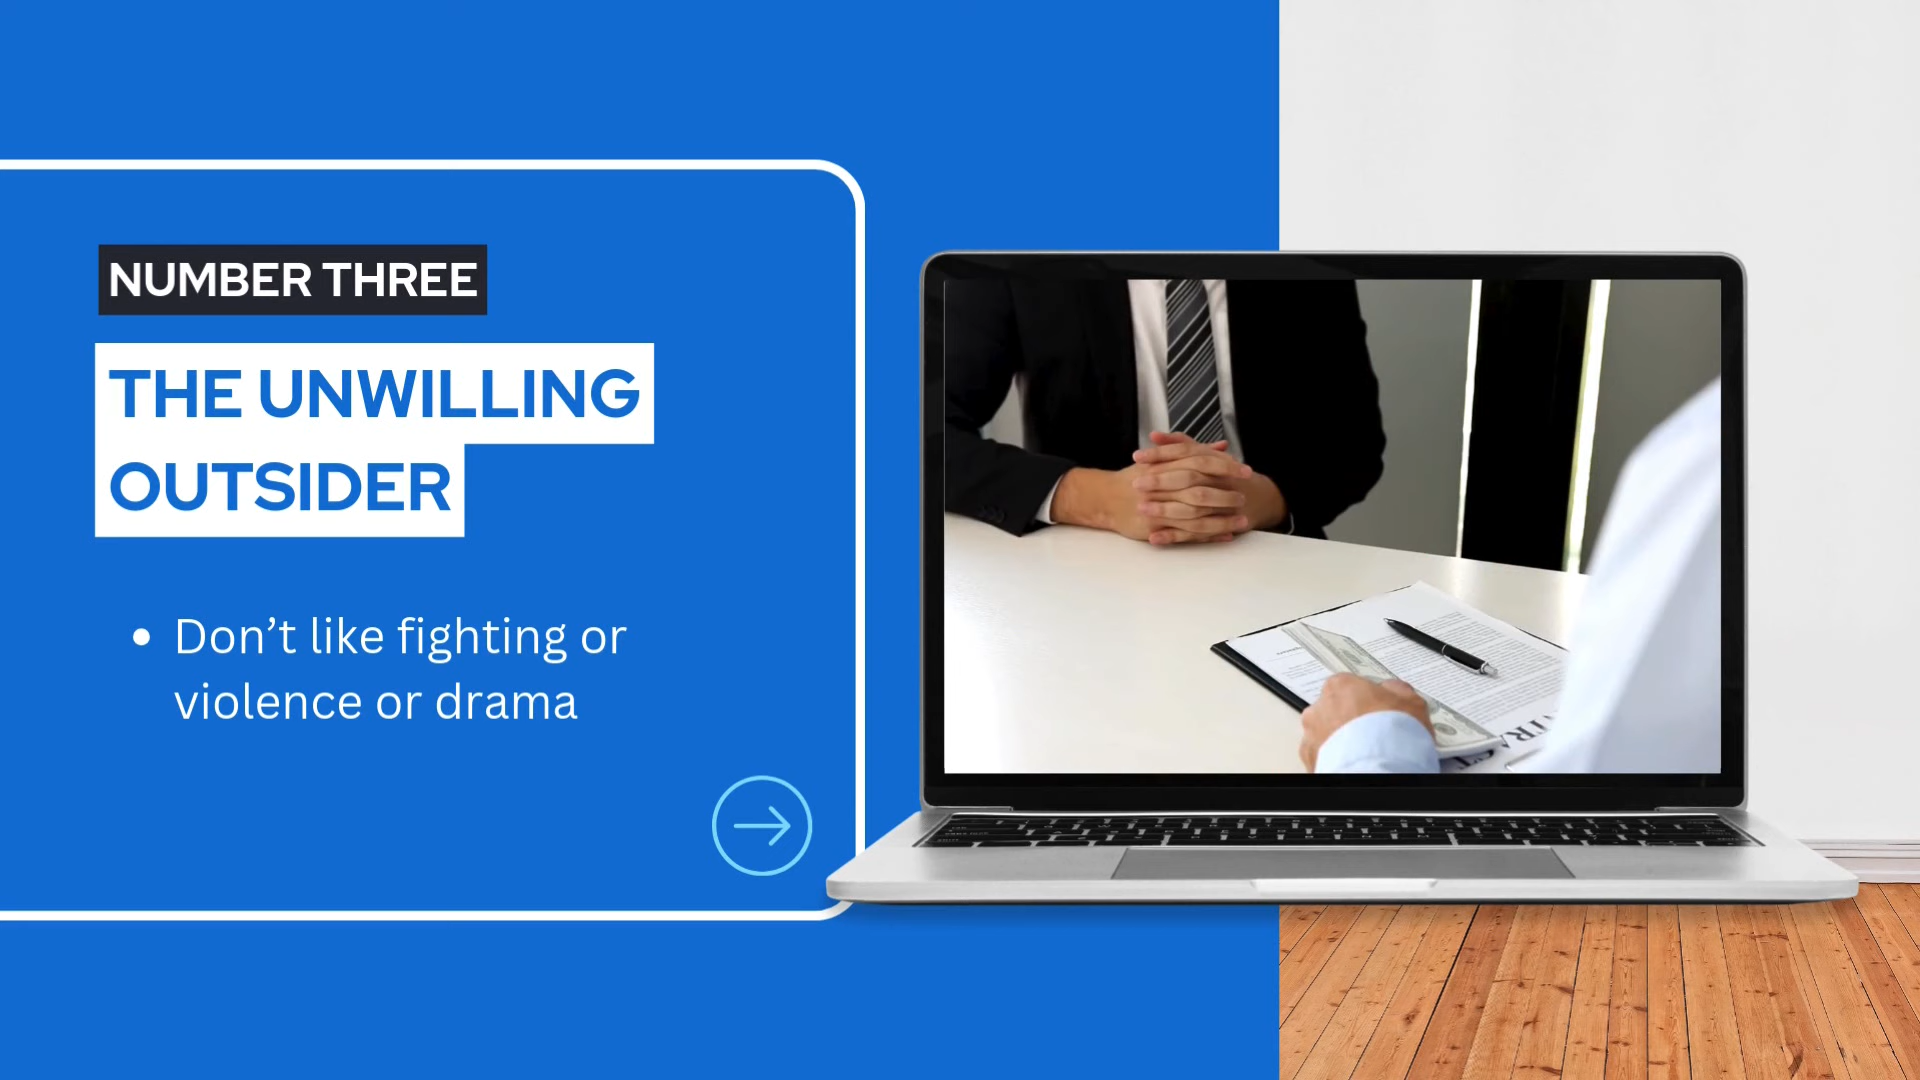 NUMBER THREE
THE UNWILLING
OUTSIDER
Don’t like fighting or
violence or drama